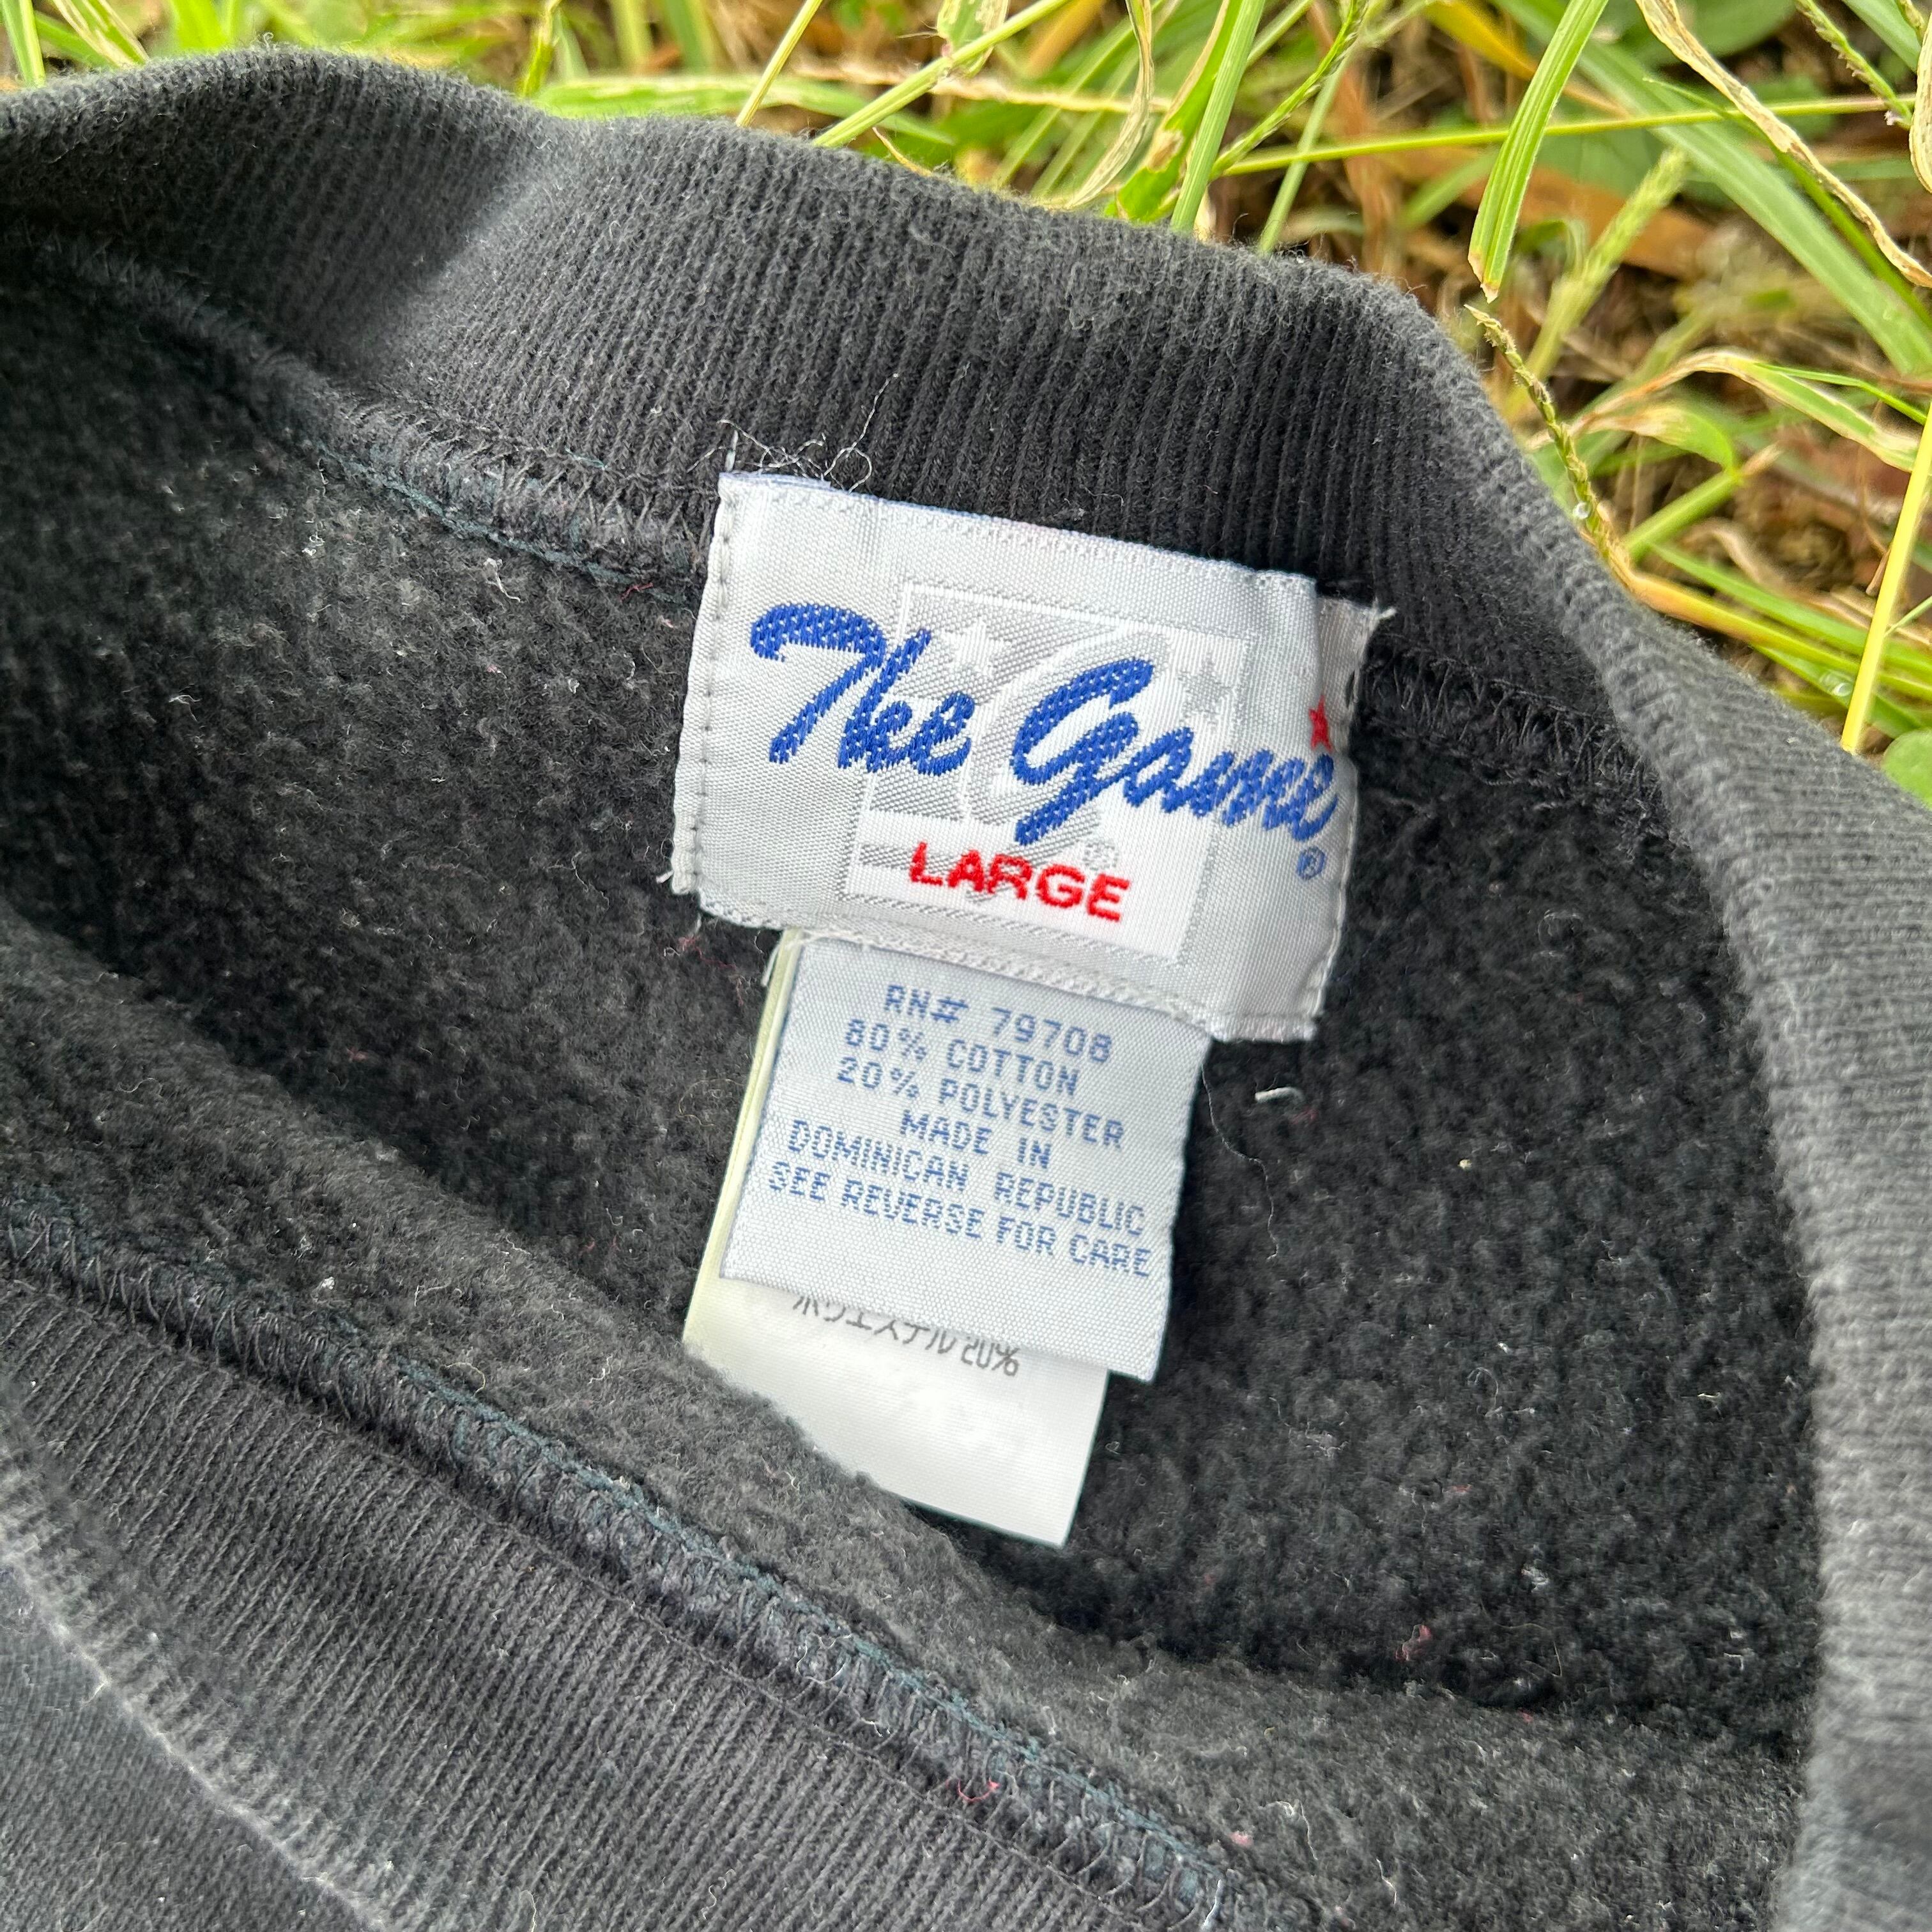 The Game®
LARGE
RN# 79708
80% COTTON
20% POLYESTER
MADE IN
DOMINICAN REPUBLIC
SEE REVERSE FOR CARE
ポリエステル 20%